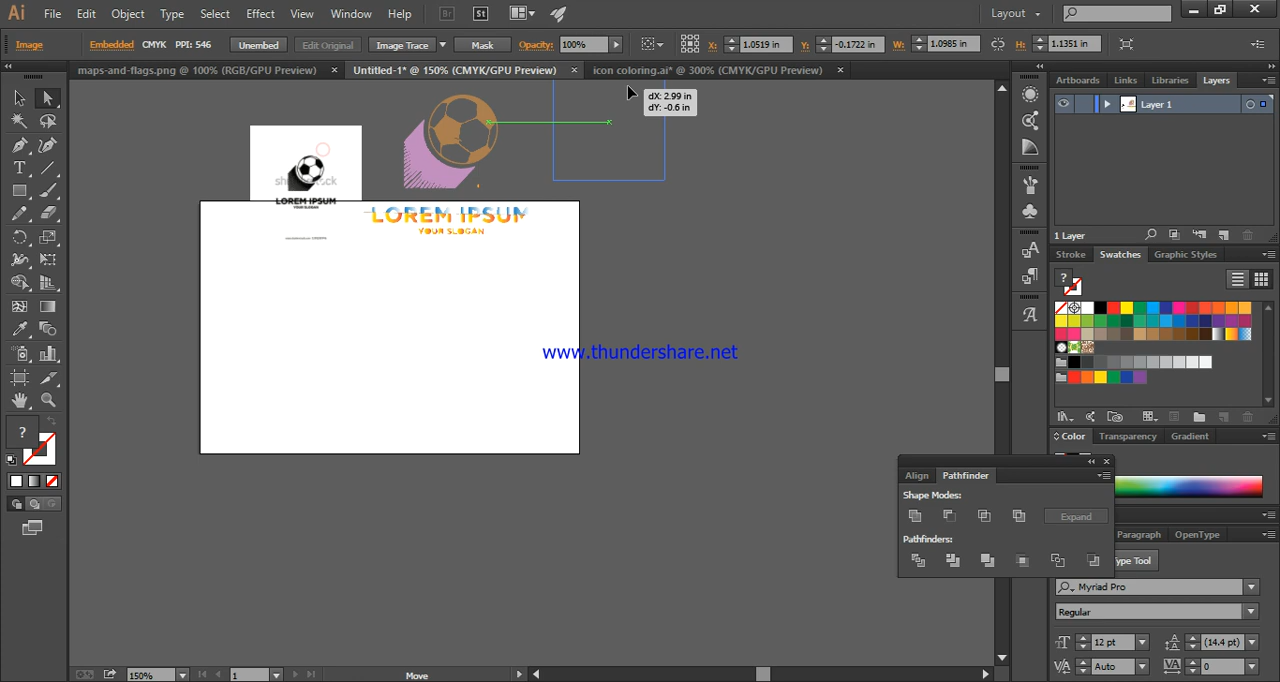 Ai File Edit Object Type Select Effect View Window Help Br St Layout
Image Embedded CMYK PPI: 546 Unembed Edit Original Image Trace Mask Opacity: 100% X: 1.0519 in Y: -0.1722 in W: 1.0985 in H: 1.1351 in
maps-and-flags.png @ 100% (RGB/GPU Preview) × Untitled-1* @ 150% (CMYK/GPU Preview) × icon coloring.ai* @ 300% (CMYK/GPU Preview) ×
Artboards Links Libraries Layers
dX: 2.99 in
dY: -0.6 in
Layer 1
LOREM IPSUM
YOUR SLOGAN
LOREM IPSUM
YOUR SLOGAN
1 Layer
Stroke Swatches Graphic Styles
www.thundershare.net
Color Transparency Gradient
Align Pathfinder
Shape Modes:
Expand
Pathfinders:
Paragraph OpenType
Type Tool
Myriad Pro
Regular
12 pt (14.4 pt)
Auto 0
150% 1 Move